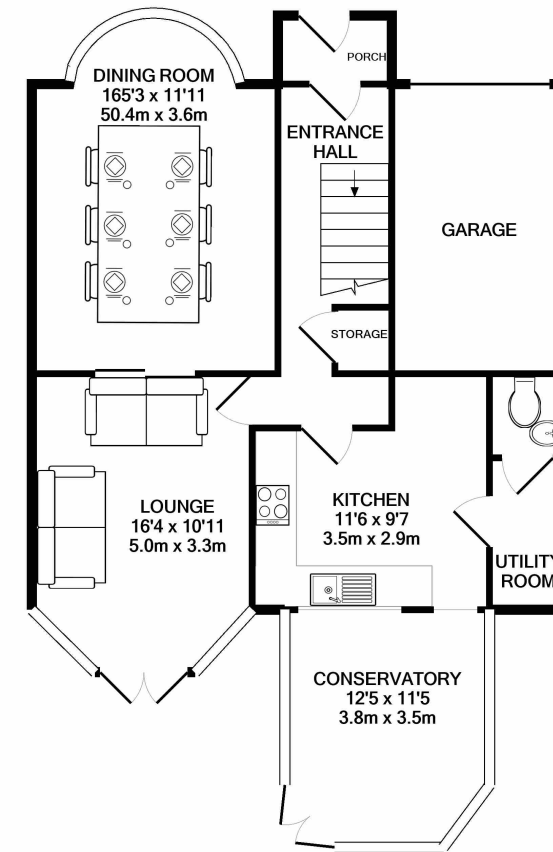 PORCH
DINING ROOM
165'3 x 11'11
50.4m x 3.6m
ENTRANCE
HALL
GARAGE
STORAGE
LOUNGE
16'4 x 10'11
5.0m x 3.3m
KITCHEN
11'6 x 9'7
3.5m x 2.9m
UTILITY
ROOM
CONSERVATORY
12'5 x 11'5
3.8m x 3.5m